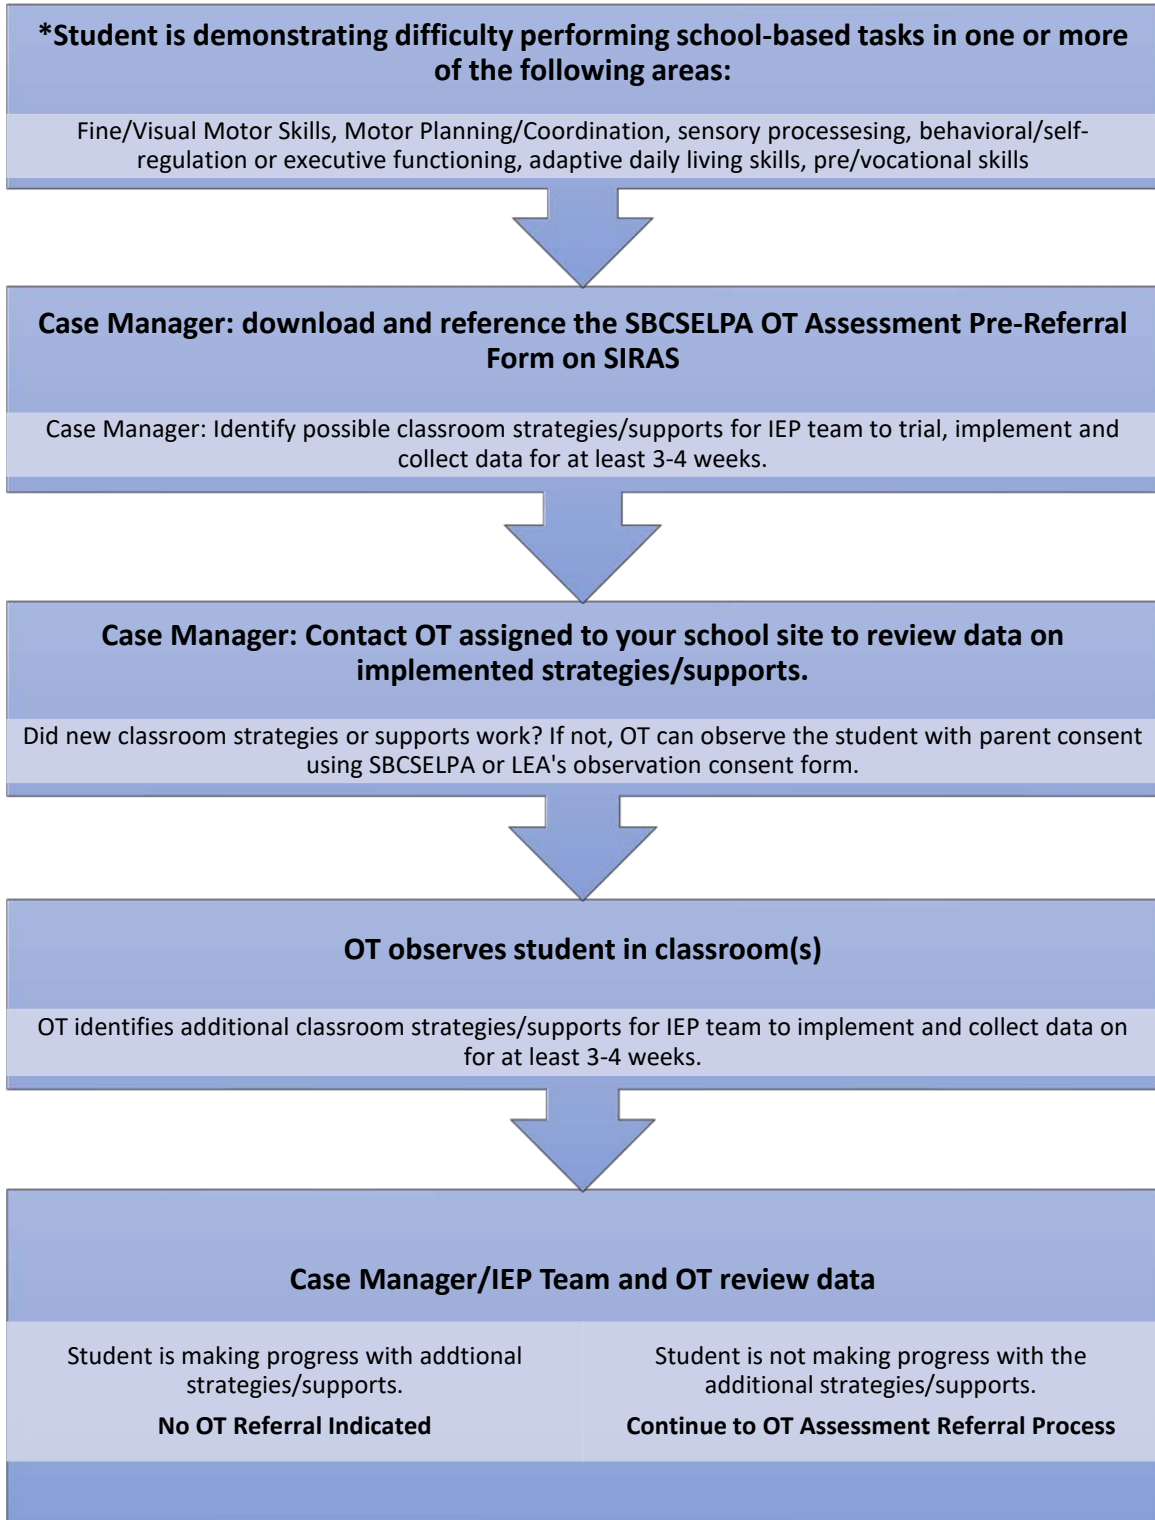 *Student is demonstrating difficulty performing school-based tasks in one or more
of the following areas:
Fine/Visual Motor Skills, Motor Planning/Coordination, sensory processesing, behavioral/self-
regulation or executive functioning, adaptive daily living skills, pre/vocational skills
Case Manager: download and reference the SBCSELPA OT Assessment Pre-Referral
Form on SIRAS
Case Manager: Identify possible classroom strategies/supports for IEP team to trial, implement and
collect data for at least 3-4 weeks.
Case Manager: Contact OT assigned to your school site to review data on
implemented strategies/supports.
Did new classroom strategies or supports work? If not, OT can observe the student with parent consent
using SBCSELPA or LEA's observation consent form.
OT observes student in classroom(s)
OT identifies additional classroom strategies/supports for IEP team to implement and collect data on
for at least 3-4 weeks.
Case Manager/IEP Team and OT review data
Student is making progress with addtional
strategies/supports.
No OT Referral Indicated
Student is not making progress with the
additional strategies/supports.
Continue to OT Assessment Referral Process